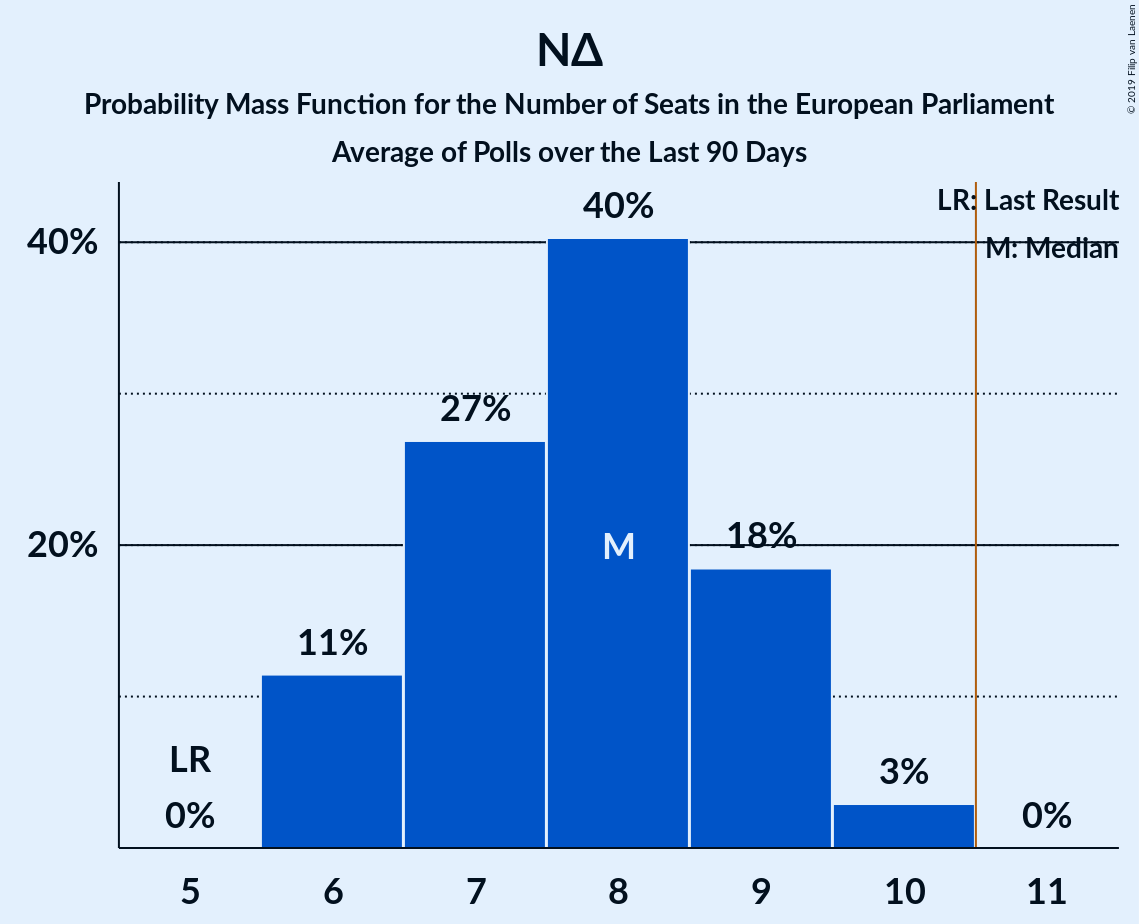 ΝΔ
Probability Mass Function for the Number of Seats in the European Parliament
Average of Polls over the Last 90 Days
© 2019 Filip van Laenen
LR: Last Result
M: Median
40%
20%
LR
0%
11%
27%
40%
M
18%
3%
0%
5 6 7 8 9 10 11